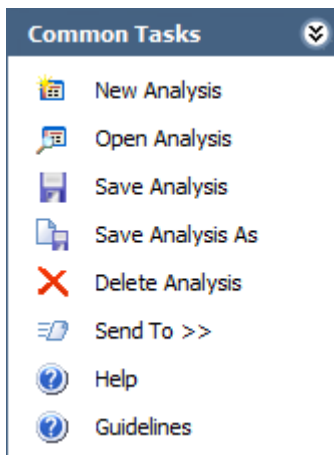 Common Tasks
New Analysis
Open Analysis
Save Analysis
Save Analysis As
Delete Analysis
Send To >>
Help
Guidelines